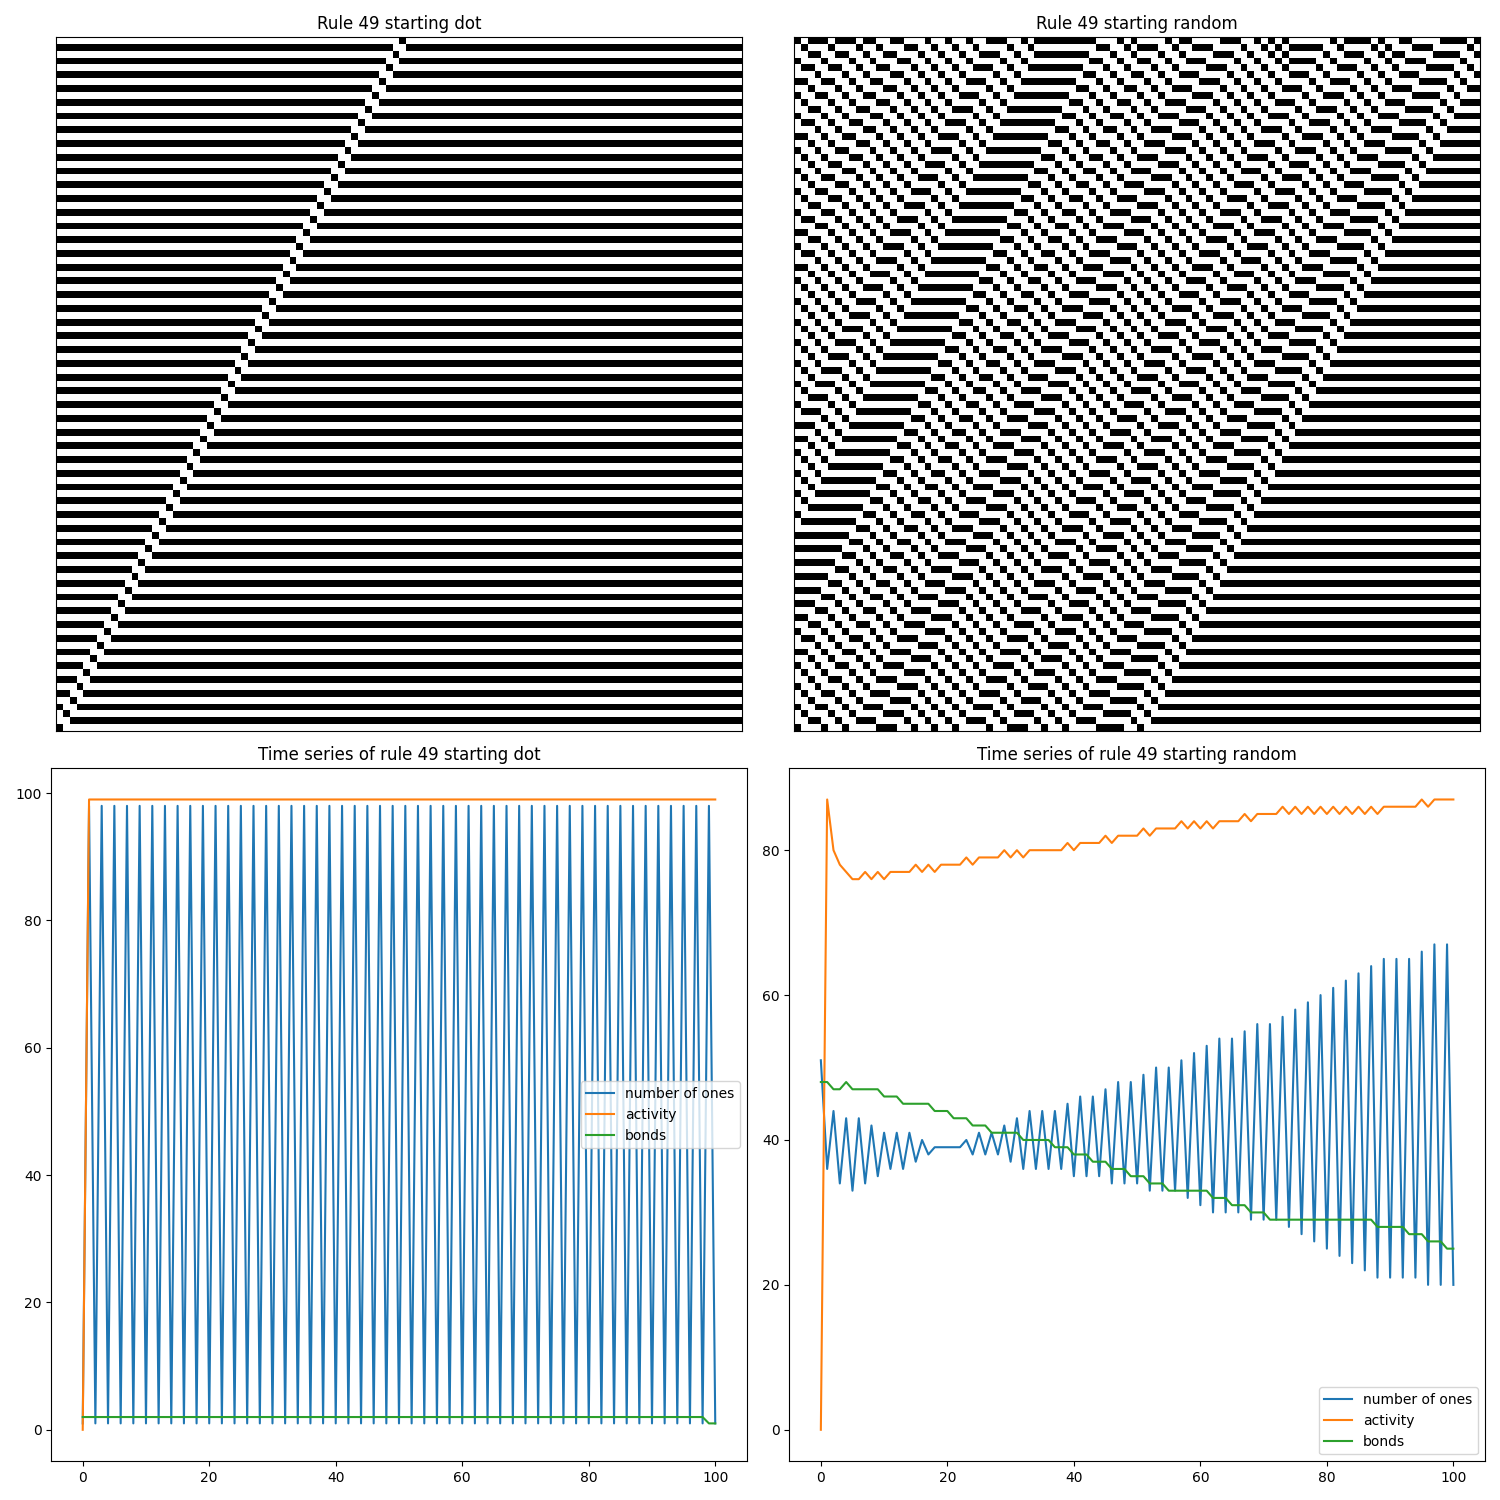 Rule 49 starting dot
Rule 49 starting random
Time series of rule 49 starting dot
100
80
60
40
20
0
0 20 40 60 80 100
number of ones
activity
bonds
Time series of rule 49 starting random
80
60
40
20
0
0 20 40 60 80 100
number of ones
activity
bonds